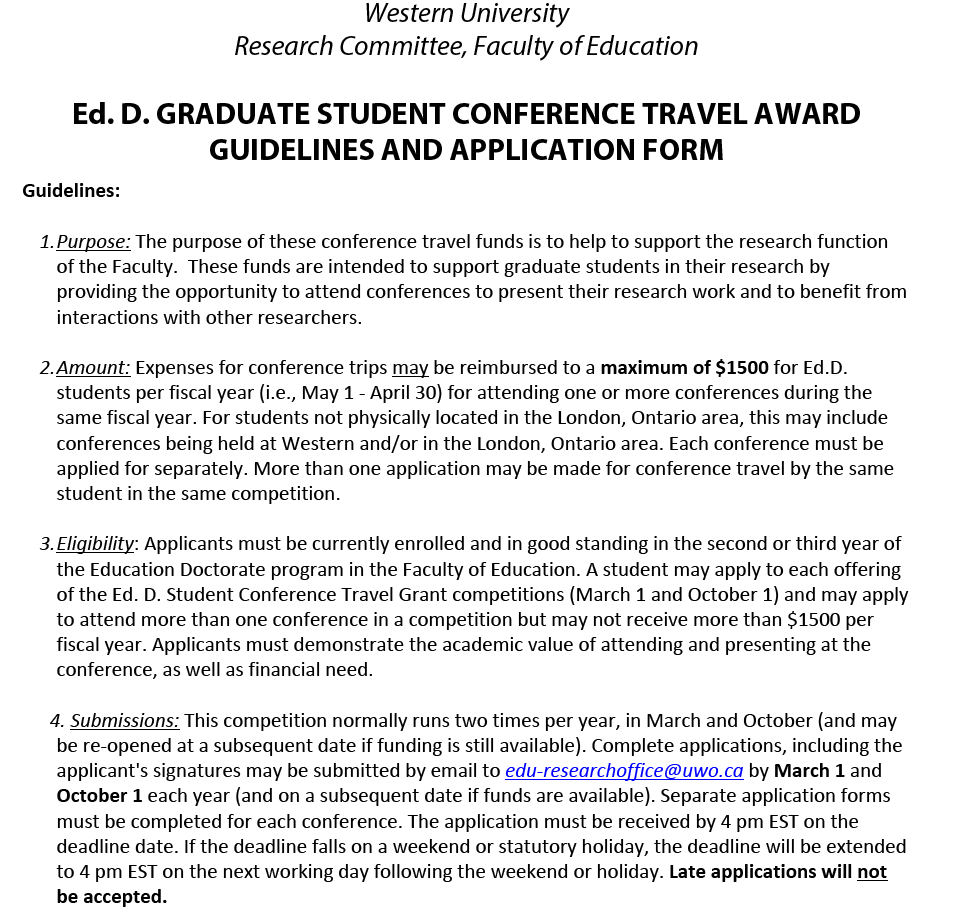 Western University
Research Committee, Faculty of Education
Ed. D. GRADUATE STUDENT CONFERENCE TRAVEL AWARD
GUIDELINES AND APPLICATION FORM
Guidelines:
1. Purpose: The purpose of these conference travel funds is to help to support the research function
of the Faculty.  These funds are intended to support graduate students in their research by
providing the opportunity to attend conferences to present their research work and to benefit from
interactions with other researchers.
2. Amount: Expenses for conference trips may be reimbursed to a maximum of $1500 for Ed.D.
students per fiscal year (i.e., May 1 - April 30) for attending one or more conferences during the
same fiscal year. For students not physically located in the London, Ontario area, this may include
conferences being held at Western and/or in the London, Ontario area. Each conference must be
applied for separately. More than one application may be made for conference travel by the same
student in the same competition.
3. Eligibility: Applicants must be currently enrolled and in good standing in the second or third year of
the Education Doctorate program in the Faculty of Education. A student may apply to each offering
of the Ed. D. Student Conference Travel Grant competitions (March 1 and October 1) and may apply
to attend more than one conference in a competition but may not receive more than $1500 per
fiscal year. Applicants must demonstrate the academic value of attending and presenting at the
conference, as well as financial need.
4. Submissions: This competition normally runs two times per year, in March and October (and may
be re-opened at a subsequent date if funding is still available). Complete applications, including the
applicant's signatures may be submitted by email to edu-researchoffice@uwo.ca by March 1 and
October 1 each year (and on a subsequent date if funds are available). Separate application forms
must be completed for each conference. The application must be received by 4 pm EST on the
deadline date. If the deadline falls on a weekend or statutory holiday, the deadline will be extended
to 4 pm EST on the next working day following the weekend or holiday. Late applications will not
be accepted.